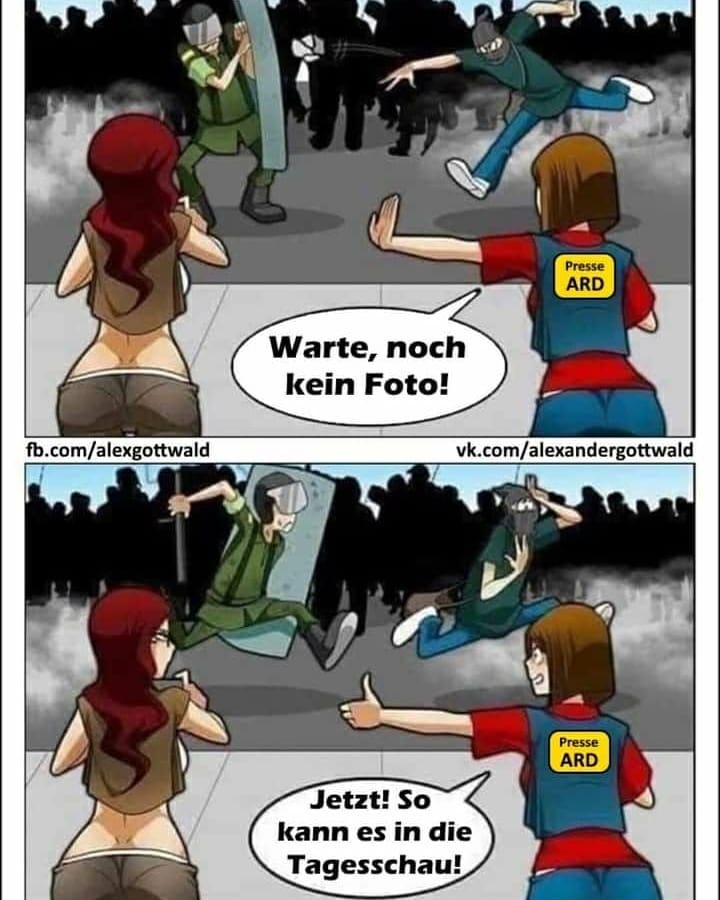 Presse
ARD
Warte, noch
kein Foto!
fb.com/alexgottwald
vk.com/alexandergottwald
Presse
ARD
Jetzt! So
kann es in die
Tagesschau!